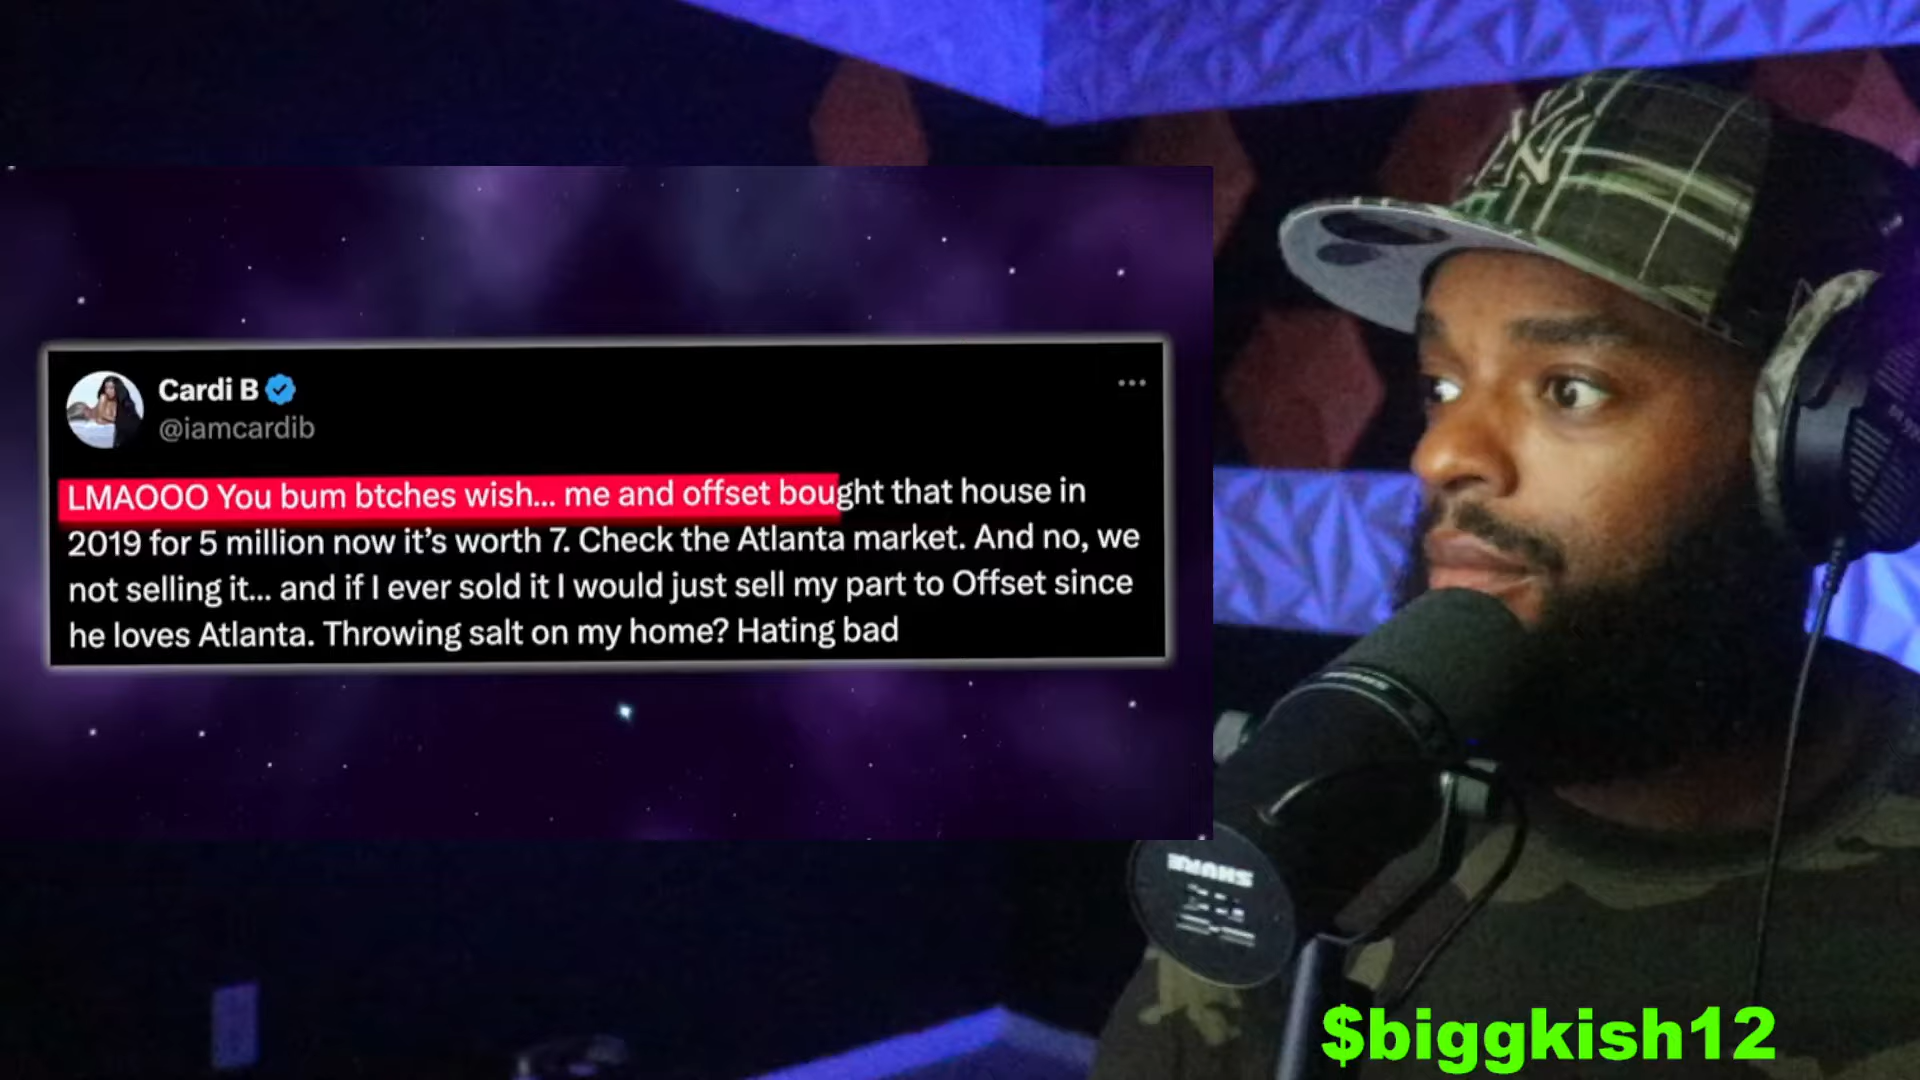 Cardi B
@iamcardib
LMAOOO You bum btches wish... me and offset bought that house in
2019 for 5 million now it's worth 7. Check the Atlanta market. And no, we
not selling it... and if I ever sold it I would just sell my part to Offset since
he loves Atlanta. Throwing salt on my home? Hating bad
NY
SHURE
$biggkish12